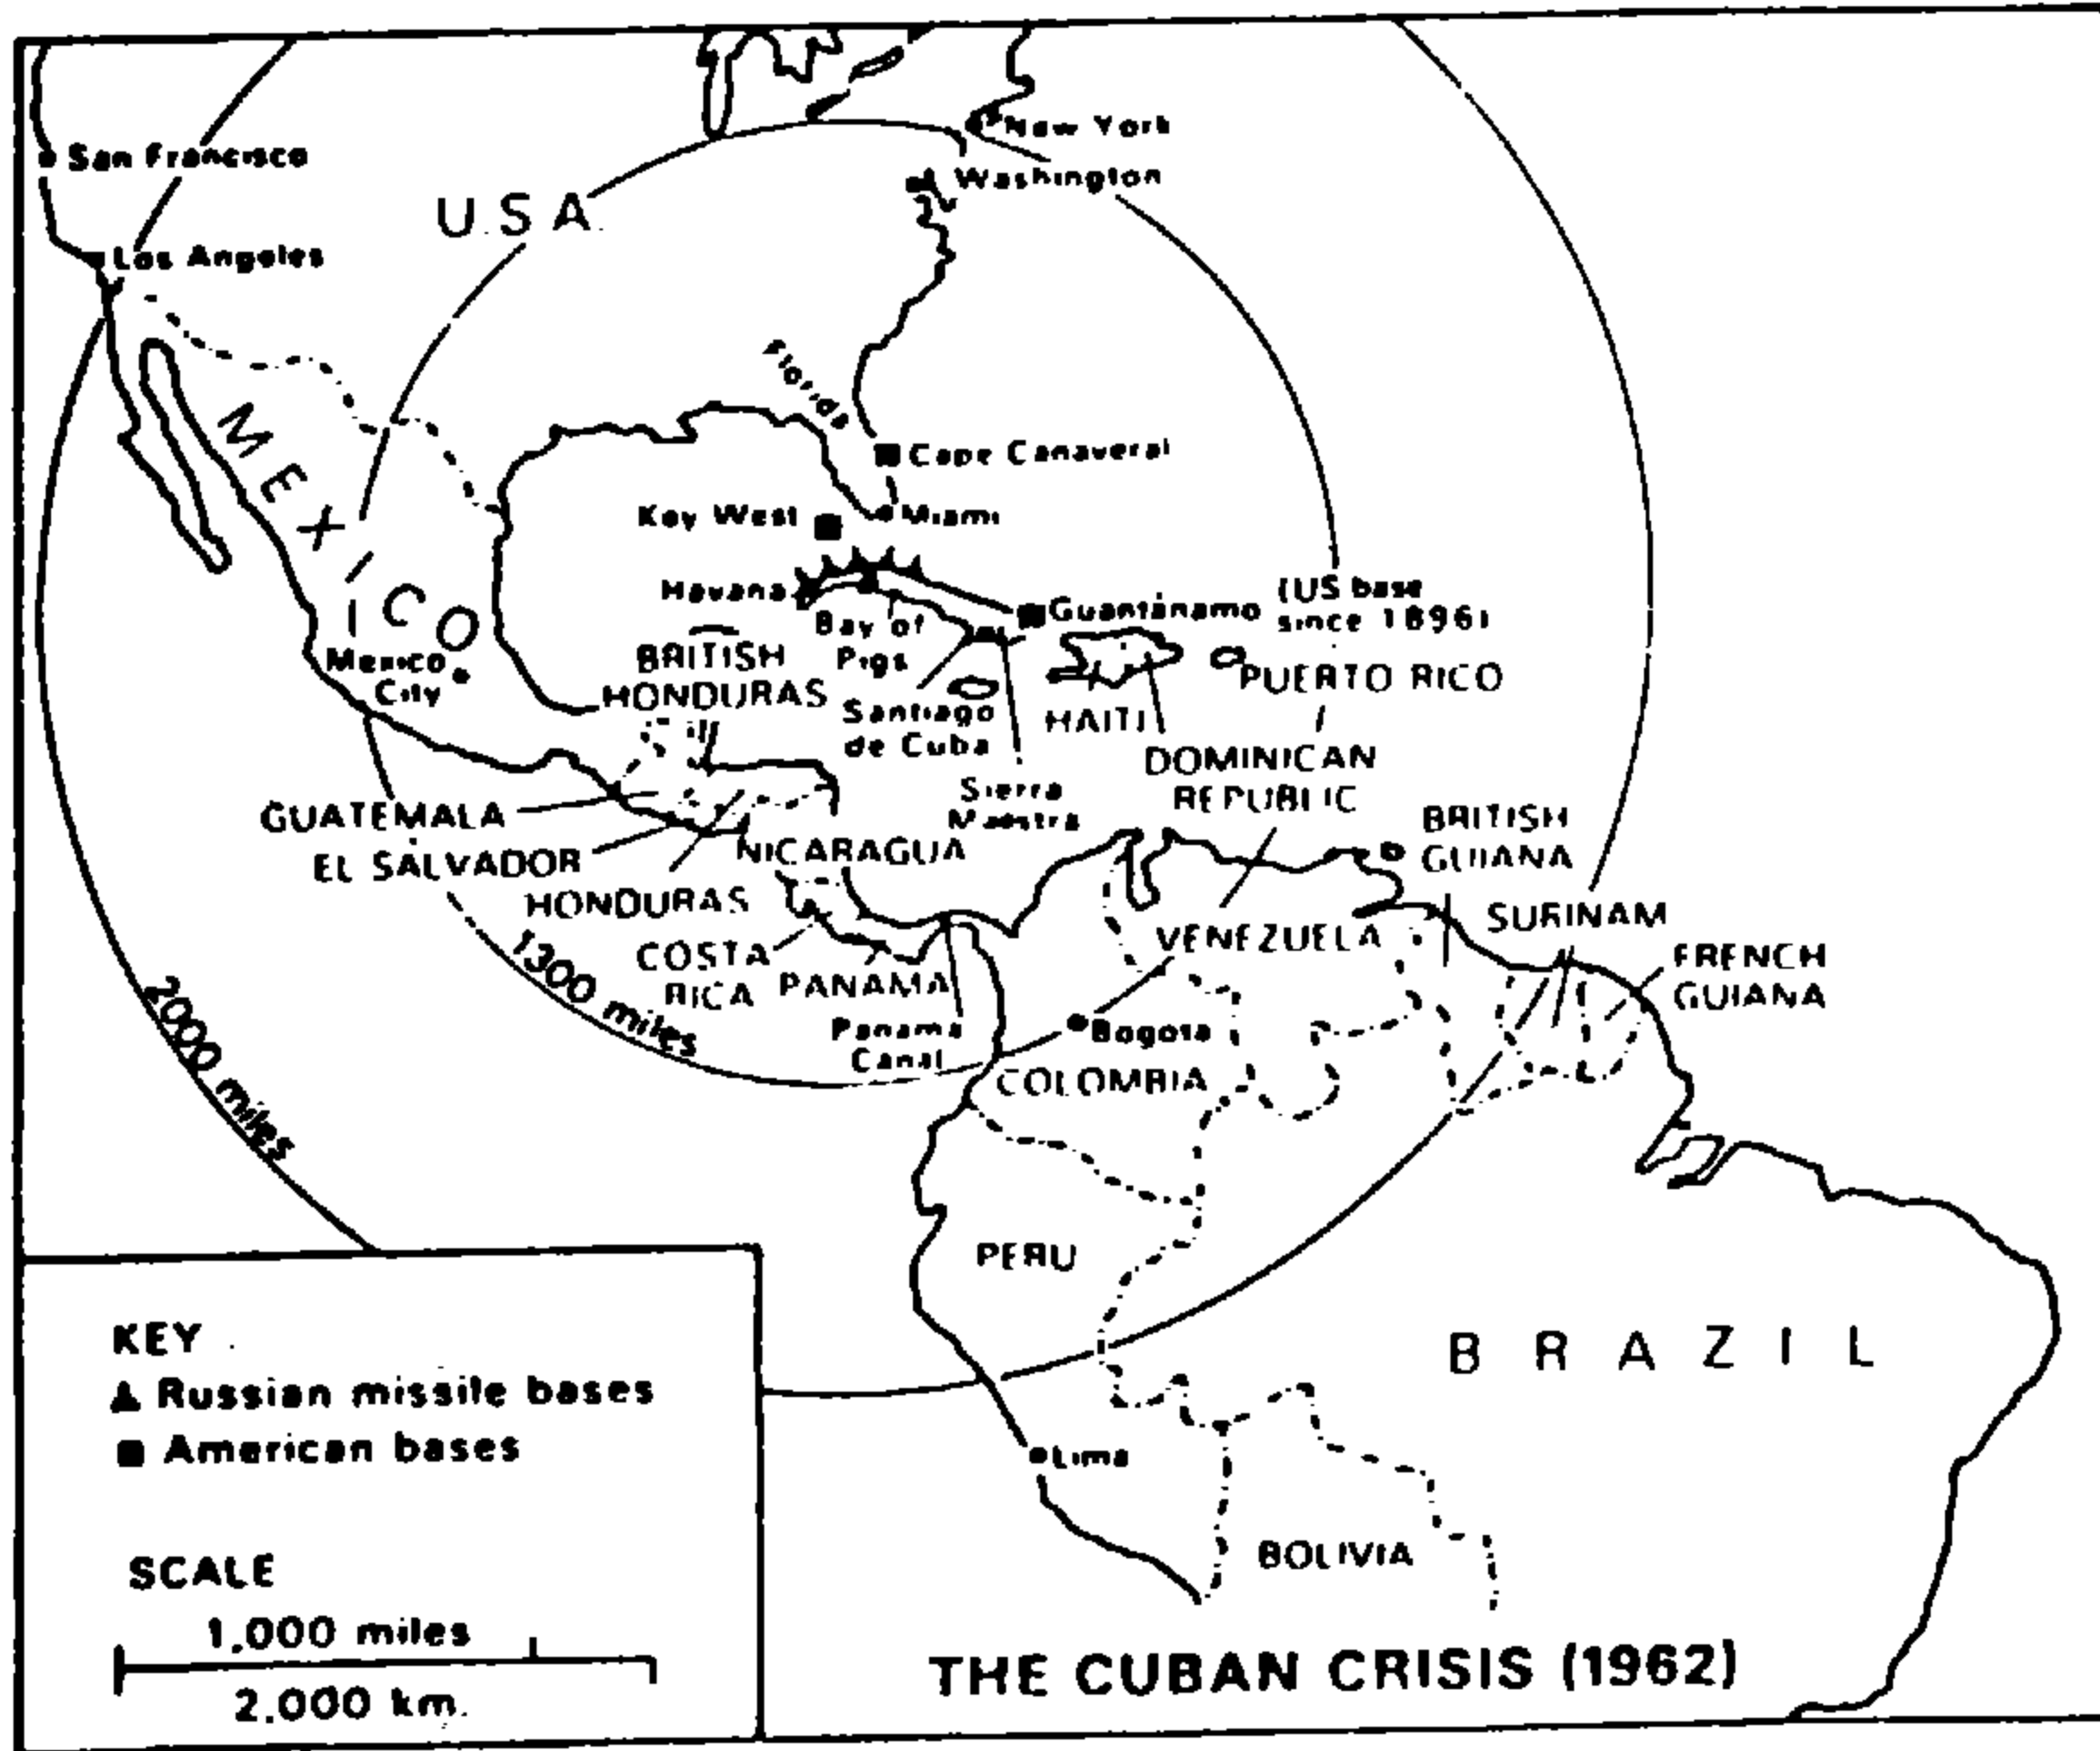 New York
San Francisco
Washington
U.S.A.
Los Angeles
Florida
MEXICO
Cape Canaveral
Key West
Miami
Havana
Guantánamo
(US base
since 1896)
Bay of
Pigs
BRITISH
HONDURAS
Mexico
City
PUERTO RICO
Santiago
de Cuba
HAITI
DOMINICAN
REPUBLIC
Sierra
Maestra
GUATEMALA
BRITISH
GUIANA
EL SALVADOR
NICARAGUA
HONDURAS
SURINAM
VENEZUELA
COSTA
RICA
PANAMA
FRENCH
GUIANA
1300 miles
2000 miles
Panama
Canal
Bogota
COLOMBIA
PERU
BRAZIL
Lima
BOLIVIA
KEY
Russian missile bases
American bases
SCALE
1.000 miles
2.000 km.
THE CUBAN CRISIS (1962)